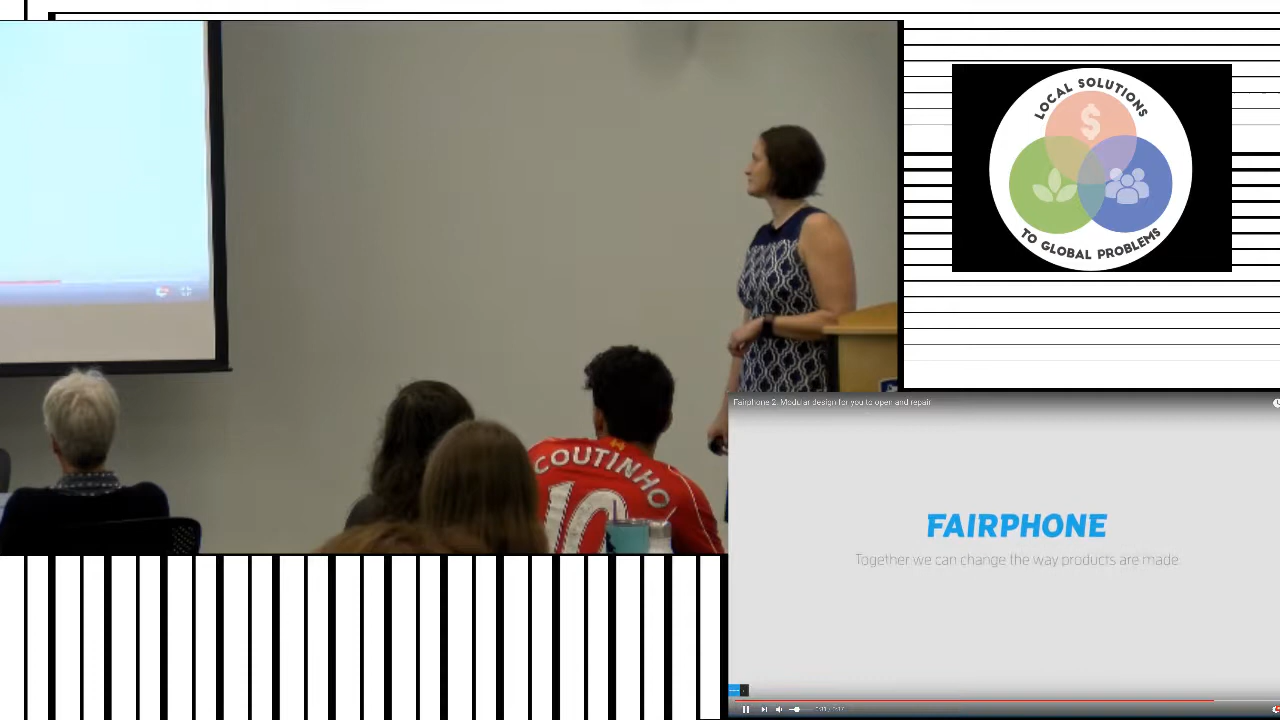 LOCAL SOLUTIONS
$
TO GLOBAL PROBLEMS
COUTINHO
10
Fairphone 2: Modular design for you to open and repair
FAIRPHONE
Together we can change the way products are made